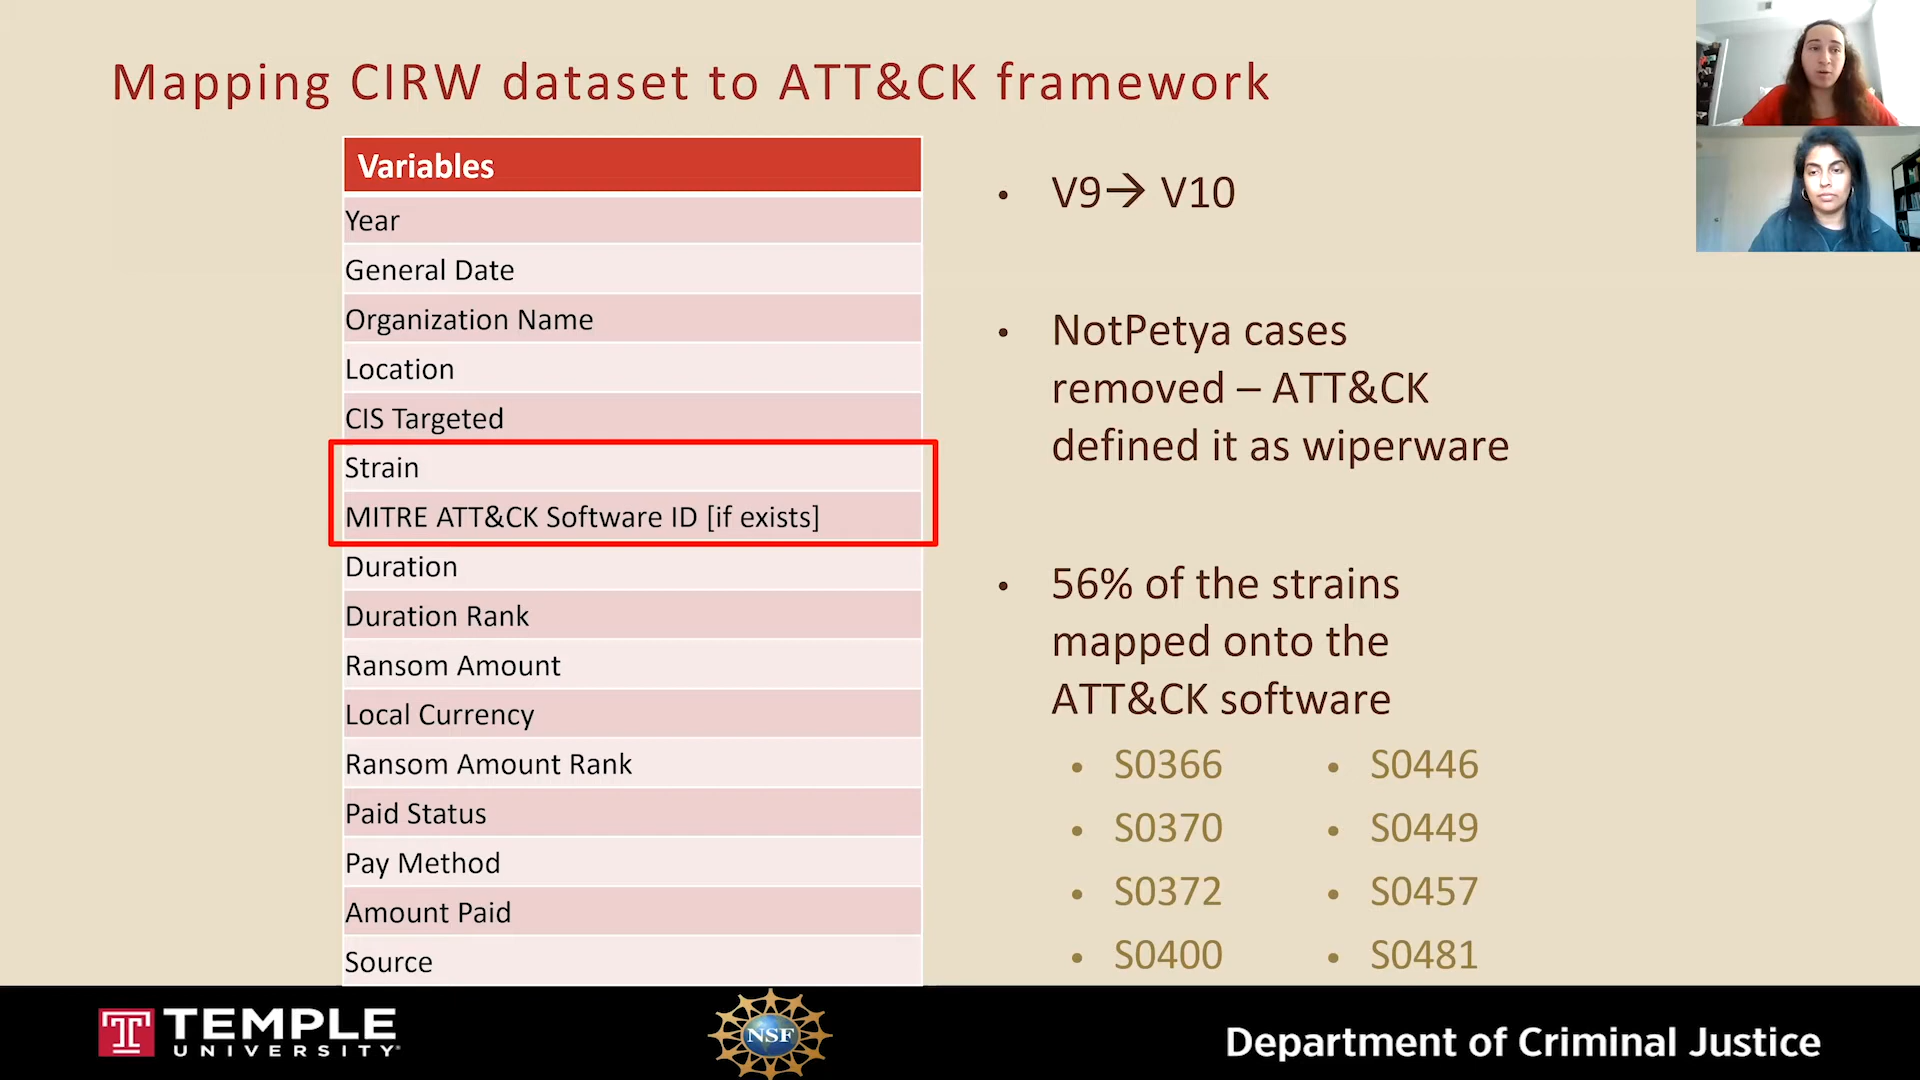 Mapping CIRW dataset to ATT&CK framework
Variables
Year
General Date
Organization Name
Location
CIS Targeted
Strain
MITRE ATT&CK Software ID [if exists]
Duration
Duration Rank
Ransom Amount
Local Currency
Ransom Amount Rank
Paid Status
Pay Method
Amount Paid
Source
• V9→ V10
• NotPetya cases
removed – ATT&CK
defined it as wiperware
• 56% of the strains
mapped onto the
ATT&CK software
• S0366
• S0370
• S0372
• S0400
• S0446
• S0449
• S0457
• S0481
TEMPLE
UNIVERSITY
NSF
Department of Criminal Justice